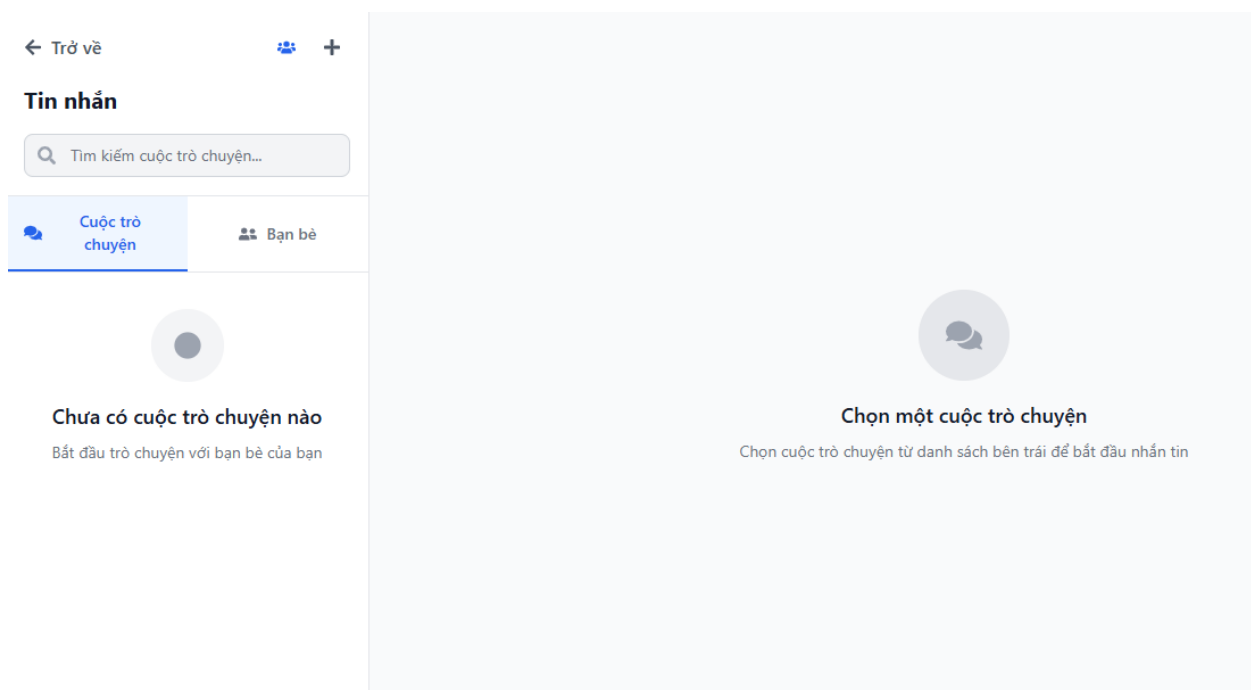 Trở về
Tin nhắn
Tìm kiếm cuộc trò chuyện...
Cuộc trò
chuyện
Bạn bè
Chưa có cuộc trò chuyện nào
Bắt đầu trò chuyện với bạn bè của bạn
Chọn một cuộc trò chuyện
Chọn cuộc trò chuyện từ danh sách bên trái để bắt đầu nhắn tin